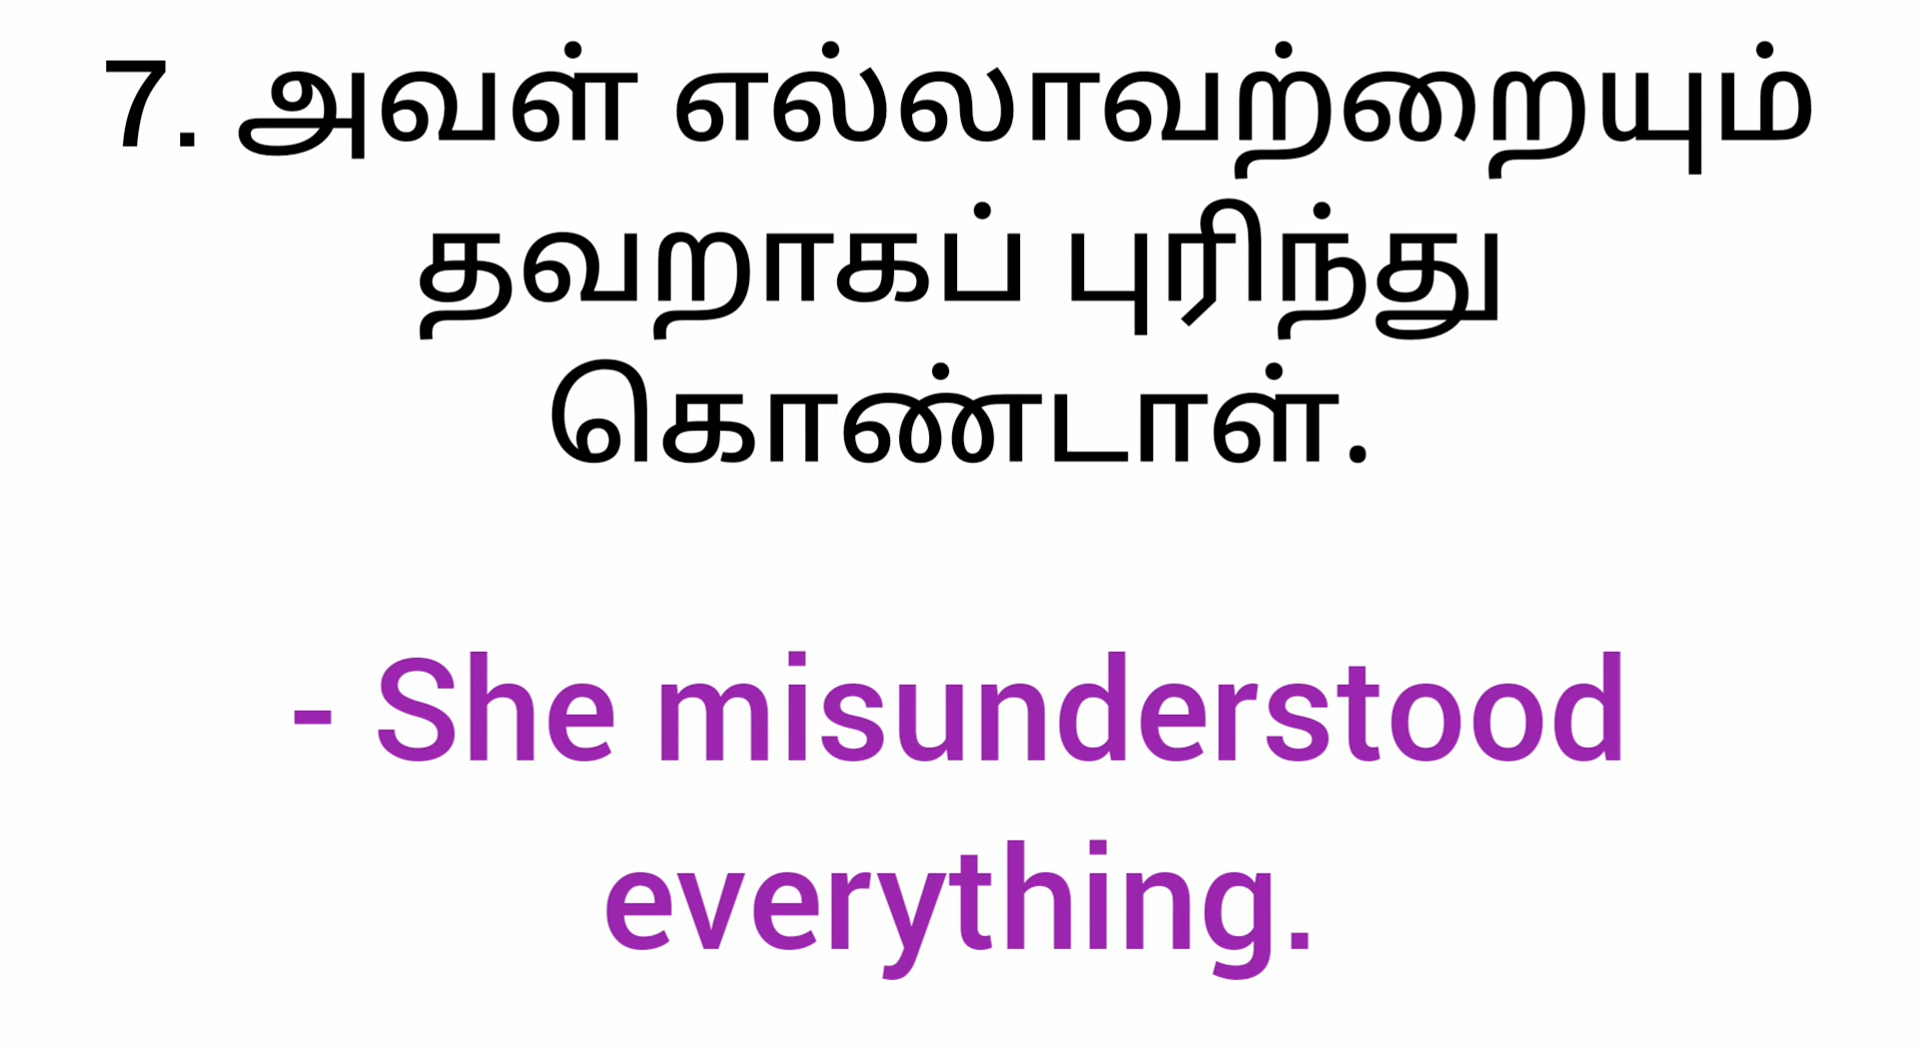 7. அவள் எல்லாவற்றையும்
தவறாகப் புரிந்து
கொண்டாள்.
- She misunderstood
everything.